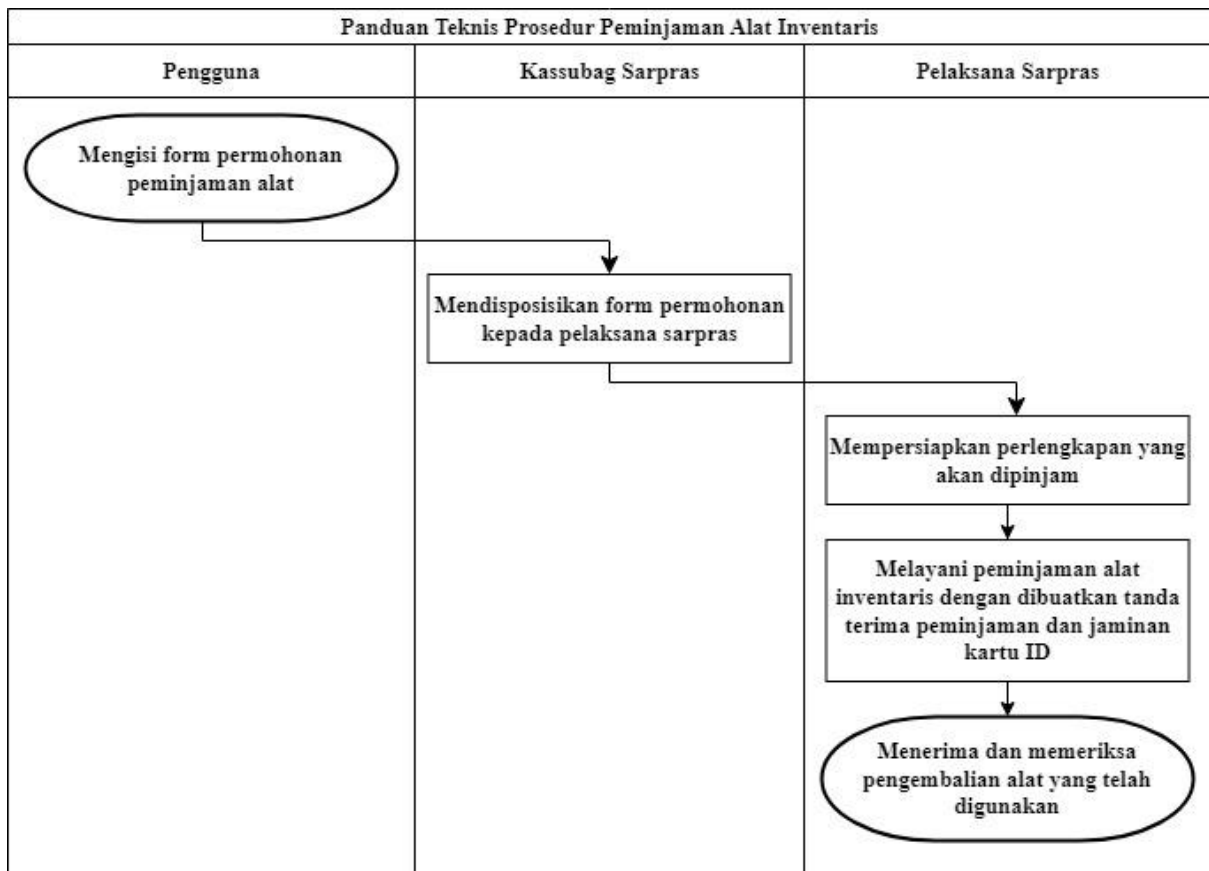 Panduan Teknis Prosedur Peminjaman Alat Inventaris
Pengguna
Kassubag Sarpras
Pelaksana Sarpras
Mengisi form permohonan
peminjaman alat
Mendisposisikan form permohonan
kepada pelaksana sarpras
Mempersiapkan perlengkapan yang
akan dipinjam
Melayani peminjaman alat
inventaris dengan dibuatkan tanda
terima peminjaman dan jaminan
kartu ID
Menerima dan memeriksa
pengembalian alat yang telah
digunakan